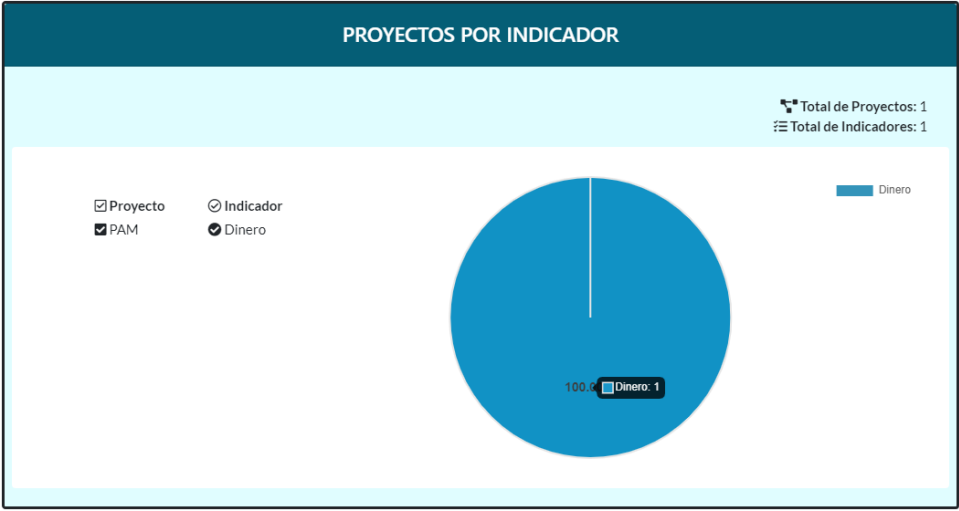 PROYECTOS POR INDICADOR
Total de Proyectos: 1
Total de Indicadores: 1
Proyecto Indicador
PAM Dinero
Dinero
Dinero: 1